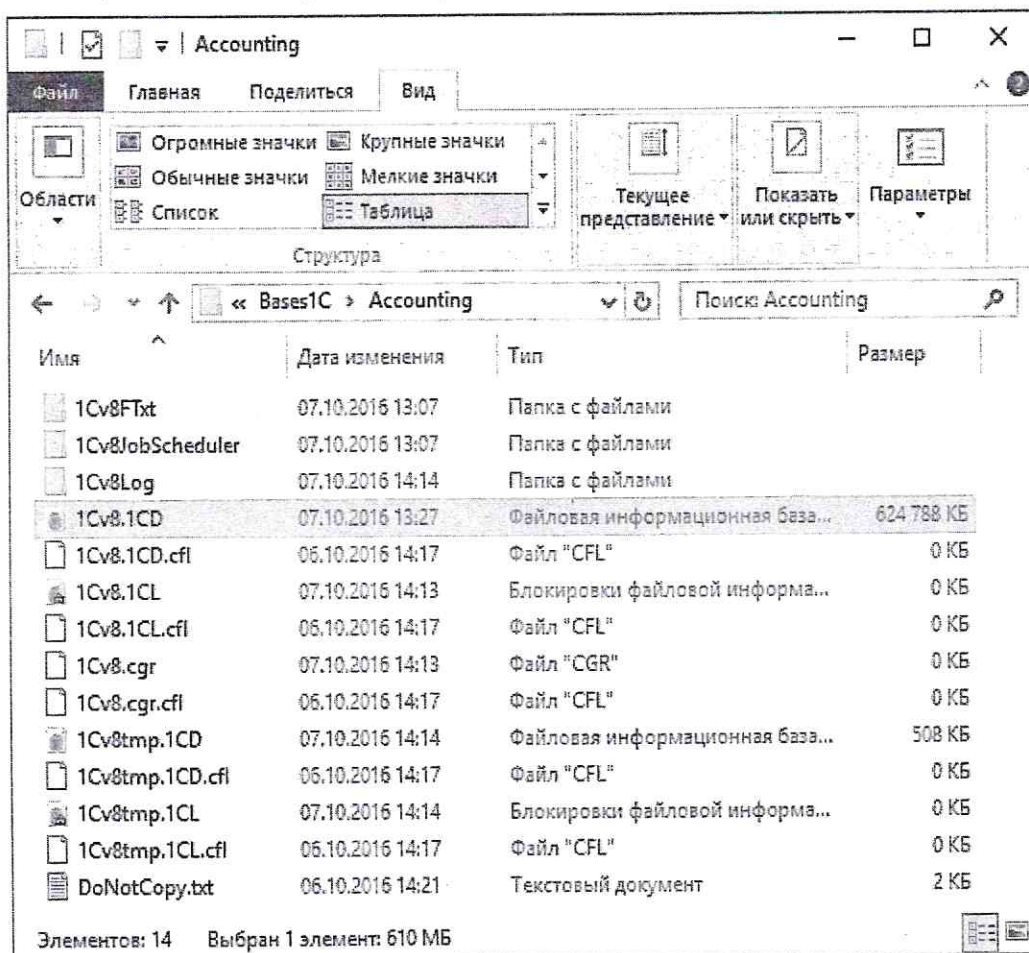 Accounting
Файл Главная Поделиться Вид
Огромные значки Крупные значки
Обычные значки Мелкие значки
Список Таблица
Области
Текущее представление
Показать или скрыть
Параметры
Структура
« Bases1C > Accounting Поиск: Accounting
Имя Дата изменения Тип Размер
1Cv8FTxt 07.10.2016 13:07 Папка с файлами
1Cv8JobScheduler 07.10.2016 13:07 Папка с файлами
1Cv8Log 07.10.2016 14:14 Папка с файлами
1Cv8.1CD 07.10.2016 13:27 Файловая информационная база... 624 788 КБ
1Cv8.1CD.cfl 06.10.2016 14:17 Файл "CFL" 0 КБ
1Cv8.1CL 07.10.2016 14:13 Блокировки файловой информа... 0 КБ
1Cv8.1CL.cfl 06.10.2016 14:17 Файл "CFL" 0 КБ
1Cv8.cgr 07.10.2016 14:13 Файл "CGR" 0 КБ
1Cv8.cgr.cfl 06.10.2016 14:17 Файл "CFL" 0 КБ
1Cv8tmp.1CD 07.10.2016 14:14 Файловая информационная база... 508 КБ
1Cv8tmp.1CD.cfl 06.10.2016 14:17 Файл "CFL" 0 КБ
1Cv8tmp.1CL 07.10.2016 14:14 Блокировки файловой информа... 0 КБ
1Cv8tmp.1CL.cfl 06.10.2016 14:17 Файл "CFL" 0 КБ
DoNotCopy.txt 06.10.2016 14:21 Текстовый документ 2 КБ
Элементов: 14 Выбран 1 элемент: 610 МБ